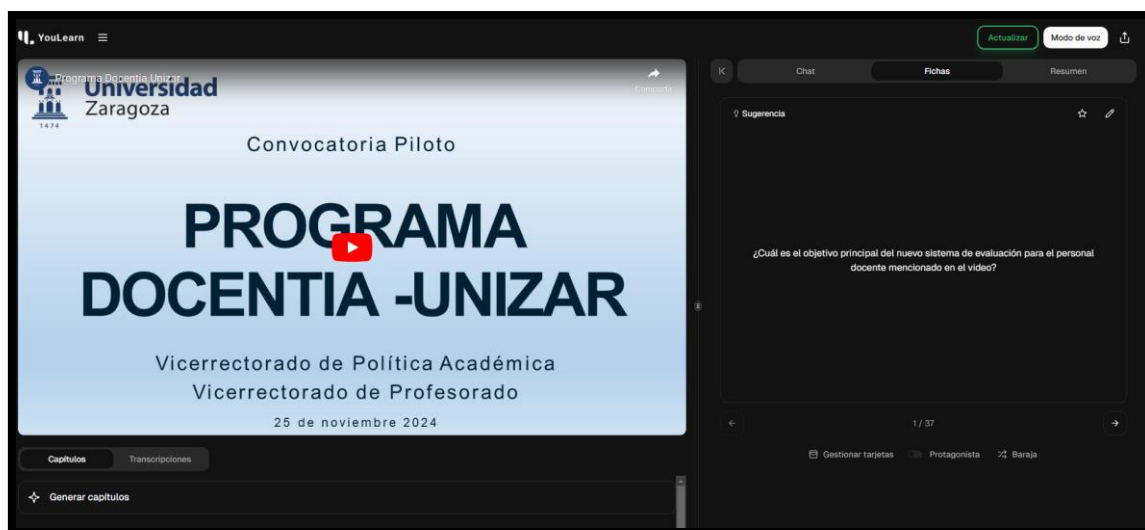 YouLearn
Actualizar
Modo de voz
Programa Docentia Unizar
Compartir
Universidad
Zaragoza
1474
Convocatoria Piloto
PROGRAMA
DOCENTIA -UNIZAR
Vicerrectorado de Política Académica
Vicerrectorado de Profesorado
25 de noviembre 2024
Capítulos
Transcripciones
Generar capítulos
Chat
Fichas
Resumen
Sugerencia
¿Cuál es el objetivo principal del nuevo sistema de evaluación para el personal
docente mencionado en el video?
1 / 37
Gestionar tarjetas
Protagonista
Baraja